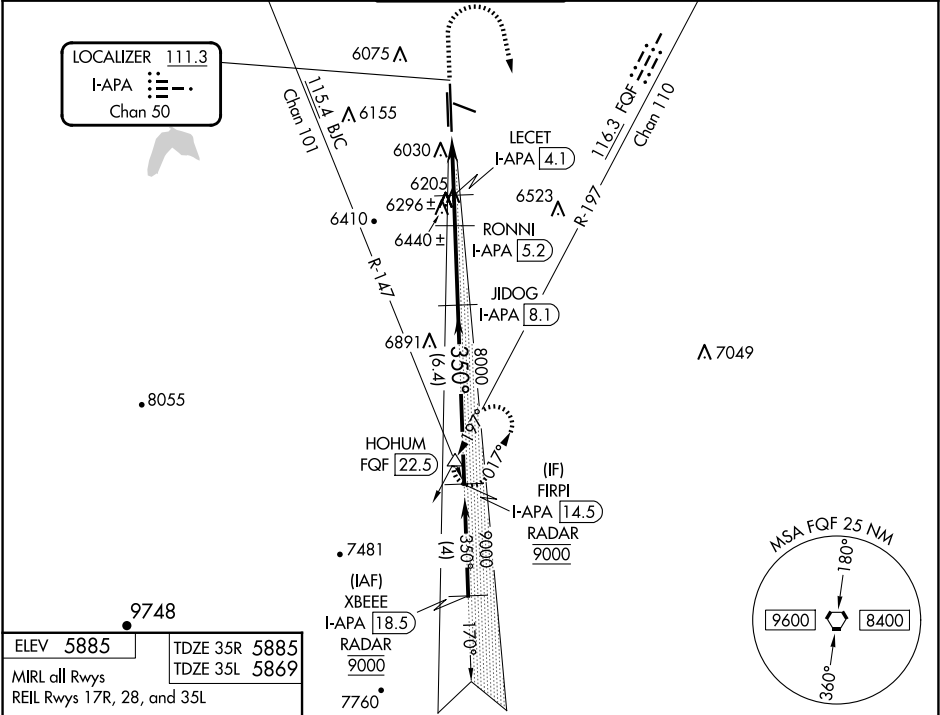 LOCALIZER 111.3
I-APA
Chan 50
6075
115.4 BJC
Chan 101
6155
116.3 FQF
Chan 110
LECET
I-APA 4.1
6030
6205
6296 ±
6523
6410
6440 ±
RONNI
I-APA 5.2
R-197
R-147
JIDOG
I-APA 8.1
6891
(6.4)
350°
8000
7049
8055
197°
HOHUM
FQF 22.5
017°
(IF)
FIRPI
I-APA 14.5
RADAR
9000
7481
(4)
350°
9000
(IAF)
XBEEE
I-APA 18.5
RADAR
9000
170°
7760
MSA FQF 25 NM
180°
9600
8400
360°
9748
ELEV 5885
TDZE 35R 5885
TDZE 35L 5869
MIRL all Rwys
REIL Rwys 17R, 28, and 35L